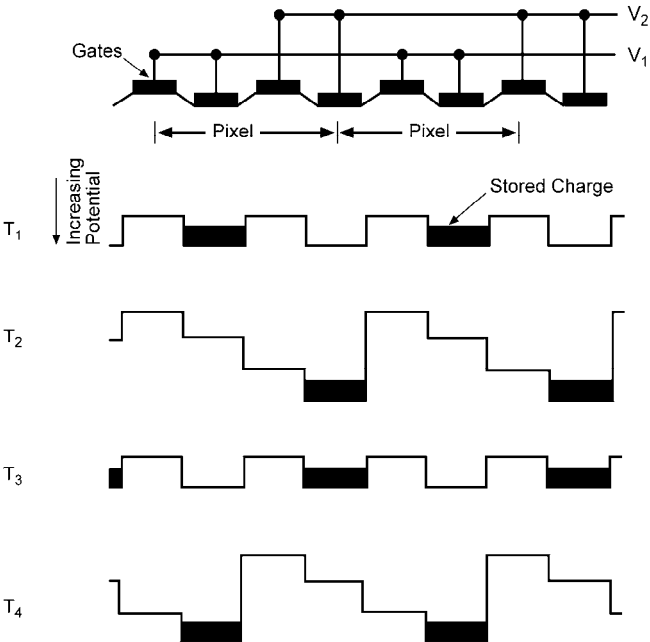 V2
Gates
V1
Pixel
Pixel
Increasing
Potential
Stored Charge
T1
T2
T3
T4